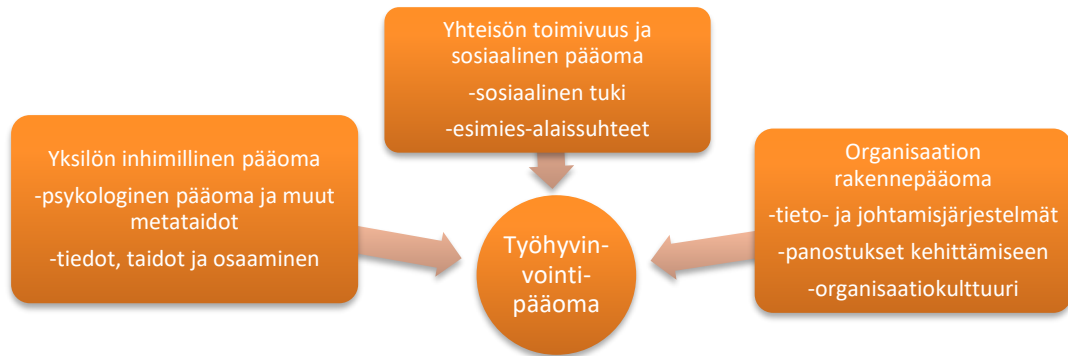 Yhteisön toimivuus ja
sosiaalinen pääoma
-sosiaalinen tuki
-esimies-alaissuhteet
Yksilön inhimillinen pääoma
-psykologinen pääoma ja muut
metataidot
-tiedot, taidot ja osaaminen
Organisaation
rakennepääoma
-tieto- ja johtamisjärjestelmät
-panostukset kehittämiseen
-organisaatiokulttuuri
Työhyvin-
vointi-
pääoma